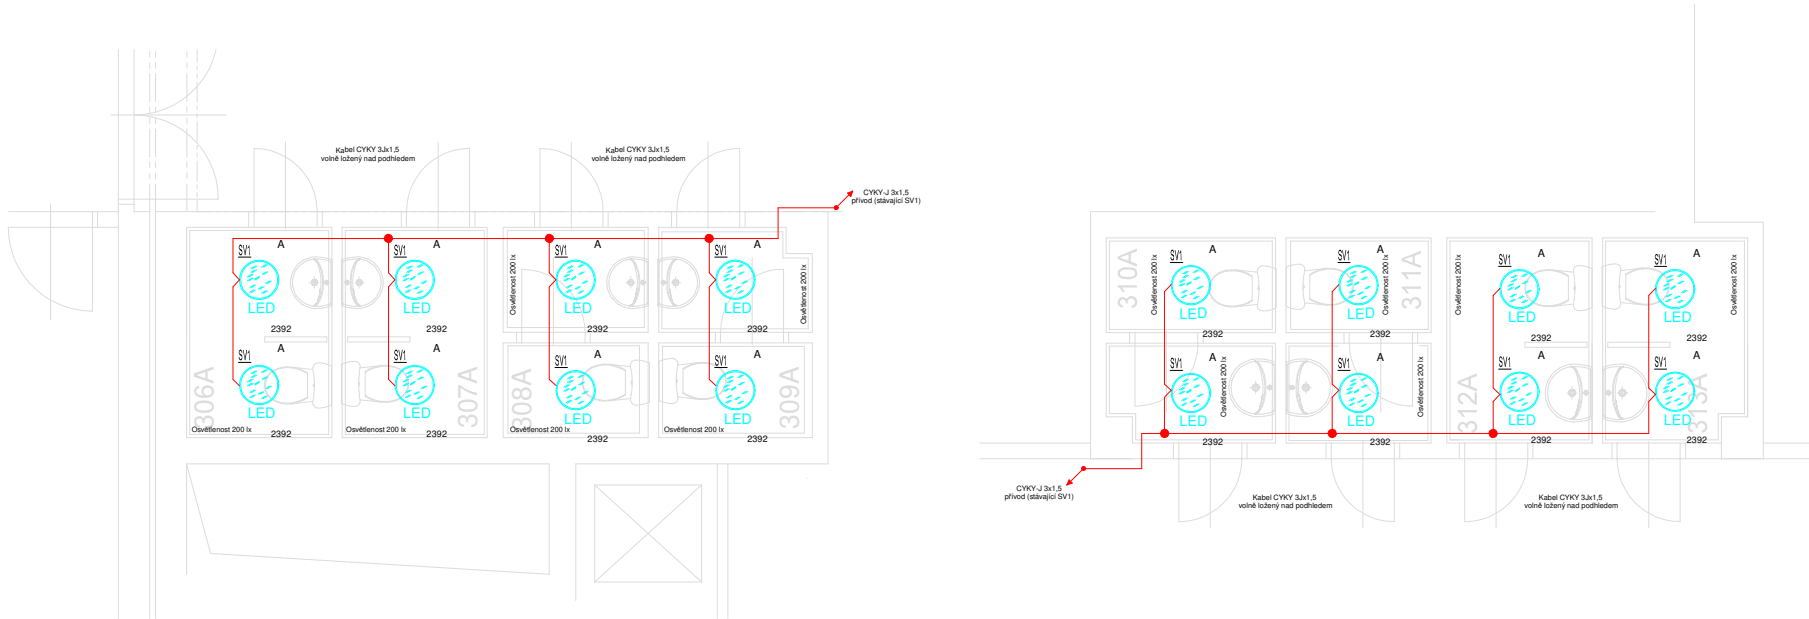 Kabel CYKY 3Jx1,5
volně ložený nad podhledem
Kabel CYKY 3Jx1,5
volně ložený nad podhledem
CYKY-J 3x1,5
přívod (stávající SV1)
SV1
A
LED
2392
SV1
A
LED
2392
SV1
A
LED
2392
Osvětlenost 200 lx
SV1
A
LED
2392
Osvětlenost 200 lx
SV1
A
LED
2392
306A
Osvětlenost 200 lx
SV1
A
LED
2392
307A
Osvětlenost 200 lx
SV1
A
LED
2392
308A
Osvětlenost 200 lx
SV1
A
LED
2392
309A
Osvětlenost 200 lx
310A
Osvětlenost 200 lx
SV1
A
LED
2392
SV1
A
LED
2392
Osvětlenost 200 lx
311A
Osvětlenost 200 lx
SV1
A
LED
2392
SV1
A
LED
2392
Osvětlenost 200 lx
SV1
A
LED
2392
Osvětlenost 200 lx
SV1
A
LED
2392
Osvětlenost 200 lx
312A
SV1
A
LED
2392
SV1
A
LED
2392
313A
Osvětlenost 200 lx
CYKY-J 3x1,5
přívod (stávající SV1)
Kabel CYKY 3Jx1,5
volně ložený nad podhledem
Kabel CYKY 3Jx1,5
volně ložený nad podhledem